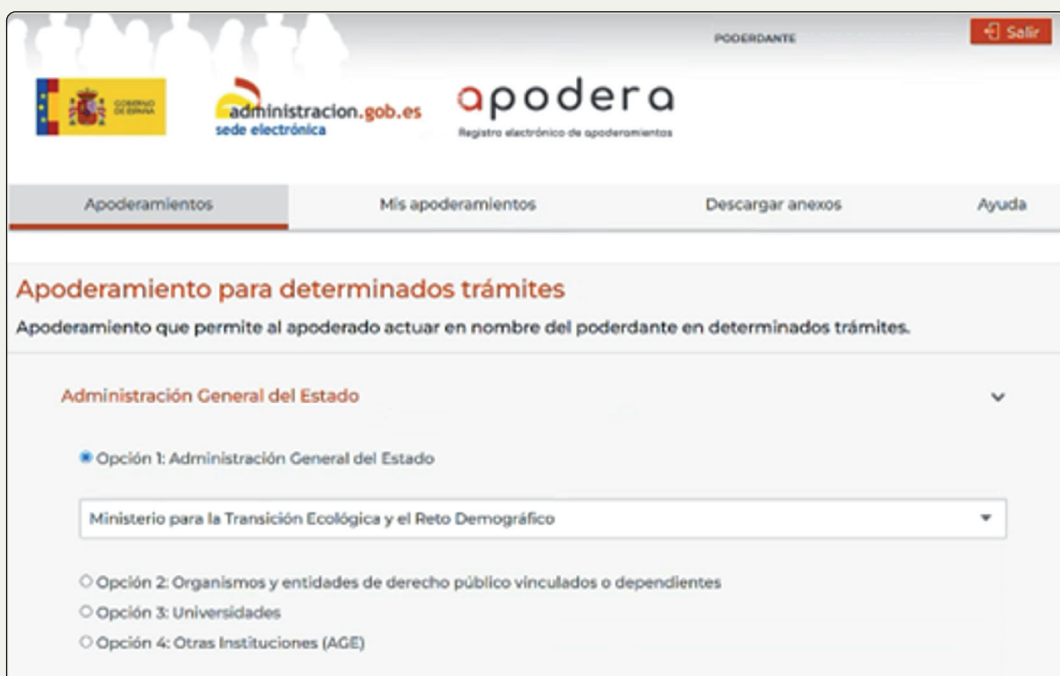 PODERDANTE
Salir
GOBIERNO
DE ESPAÑA
administracion.gob.es
sede electrónica
apodera
Registro electrónico de apoderamientos
Apoderamientos Mis apoderamientos Descargar anexos Ayuda
Apoderamiento para determinados trámites
Apoderamiento que permite al apoderado actuar en nombre del poderdante en determinados trámites.
Administración General del Estado
Opción 1: Administración General del Estado
Ministerio para la Transición Ecológica y el Reto Demográfico
Opción 2: Organismos y entidades de derecho público vinculados o dependientes
Opción 3: Universidades
Opción 4: Otras Instituciones (AGE)